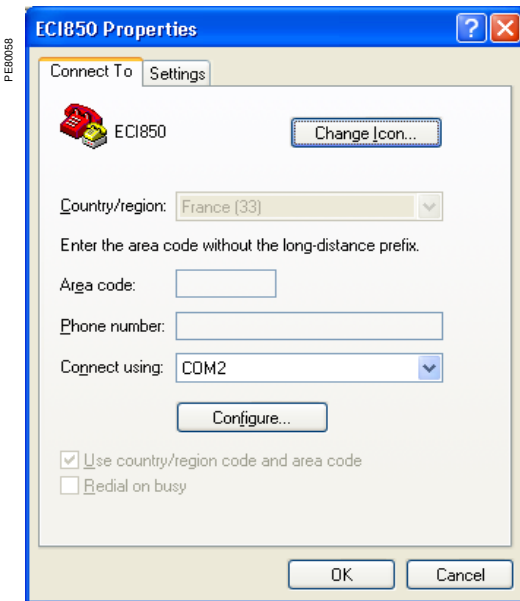 PE80058
ECI850 Properties
Connect To Settings
ECI850 Change Icon...
Country/region: France (33)
Enter the area code without the long-distance prefix.
Area code:
Phone number:
Connect using: COM2
Configure...
Use country/region code and area code
Redial on busy
OK Cancel